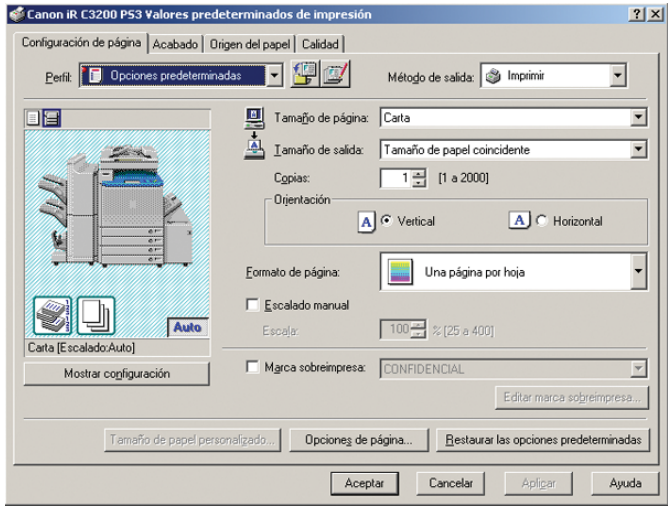 Canon iR C3200 PS3 Valores predeterminados de impresión
Configuración de página Acabado Origen del papel Calidad
Perfil: Opciones predeterminadas Método de salida: Imprimir
Tamaño de página: Carta
Tamaño de salida: Tamaño de papel coincidente
Copias: 1 [1 a 2000]
Orientación
A Vertical A Horizontal
Formato de página: Una página por hoja
Escalado manual
Escala: 100 % [25 a 400]
Auto
Carta [Escalado:Auto]
Mostrar configuración
Marca sobreimpresa: CONFIDENCIAL
Editar marca sobreimpresa...
Tamaño de papel personalizado... Opciones de página... Restaurar las opciones predeterminadas
Aceptar Cancelar Aplicar Ayuda